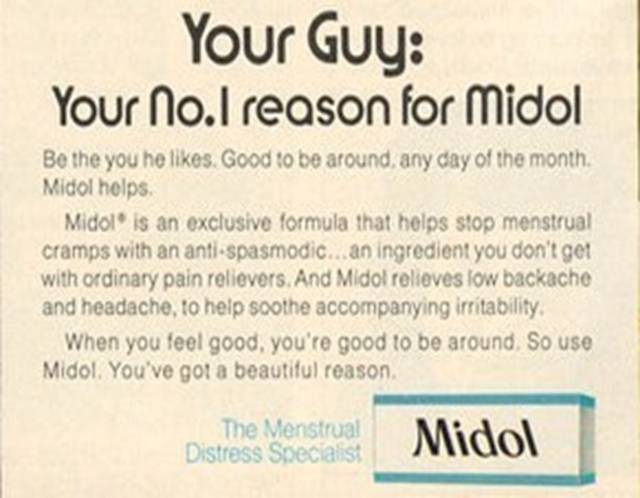 Your Guy:
Your No.1 reason for Midol
Be the you he likes. Good to be around, any day of the month.
Midol helps.
Midol® is an exclusive formula that helps stop menstrual
cramps with an anti-spasmodic...an ingredient you don't get
with ordinary pain relievers. And Midol relieves low backache
and headache, to help soothe accompanying irritability.
When you feel good, you're good to be around. So use
Midol. You've got a beautiful reason.
The Menstrual
Distress Specialist
Midol